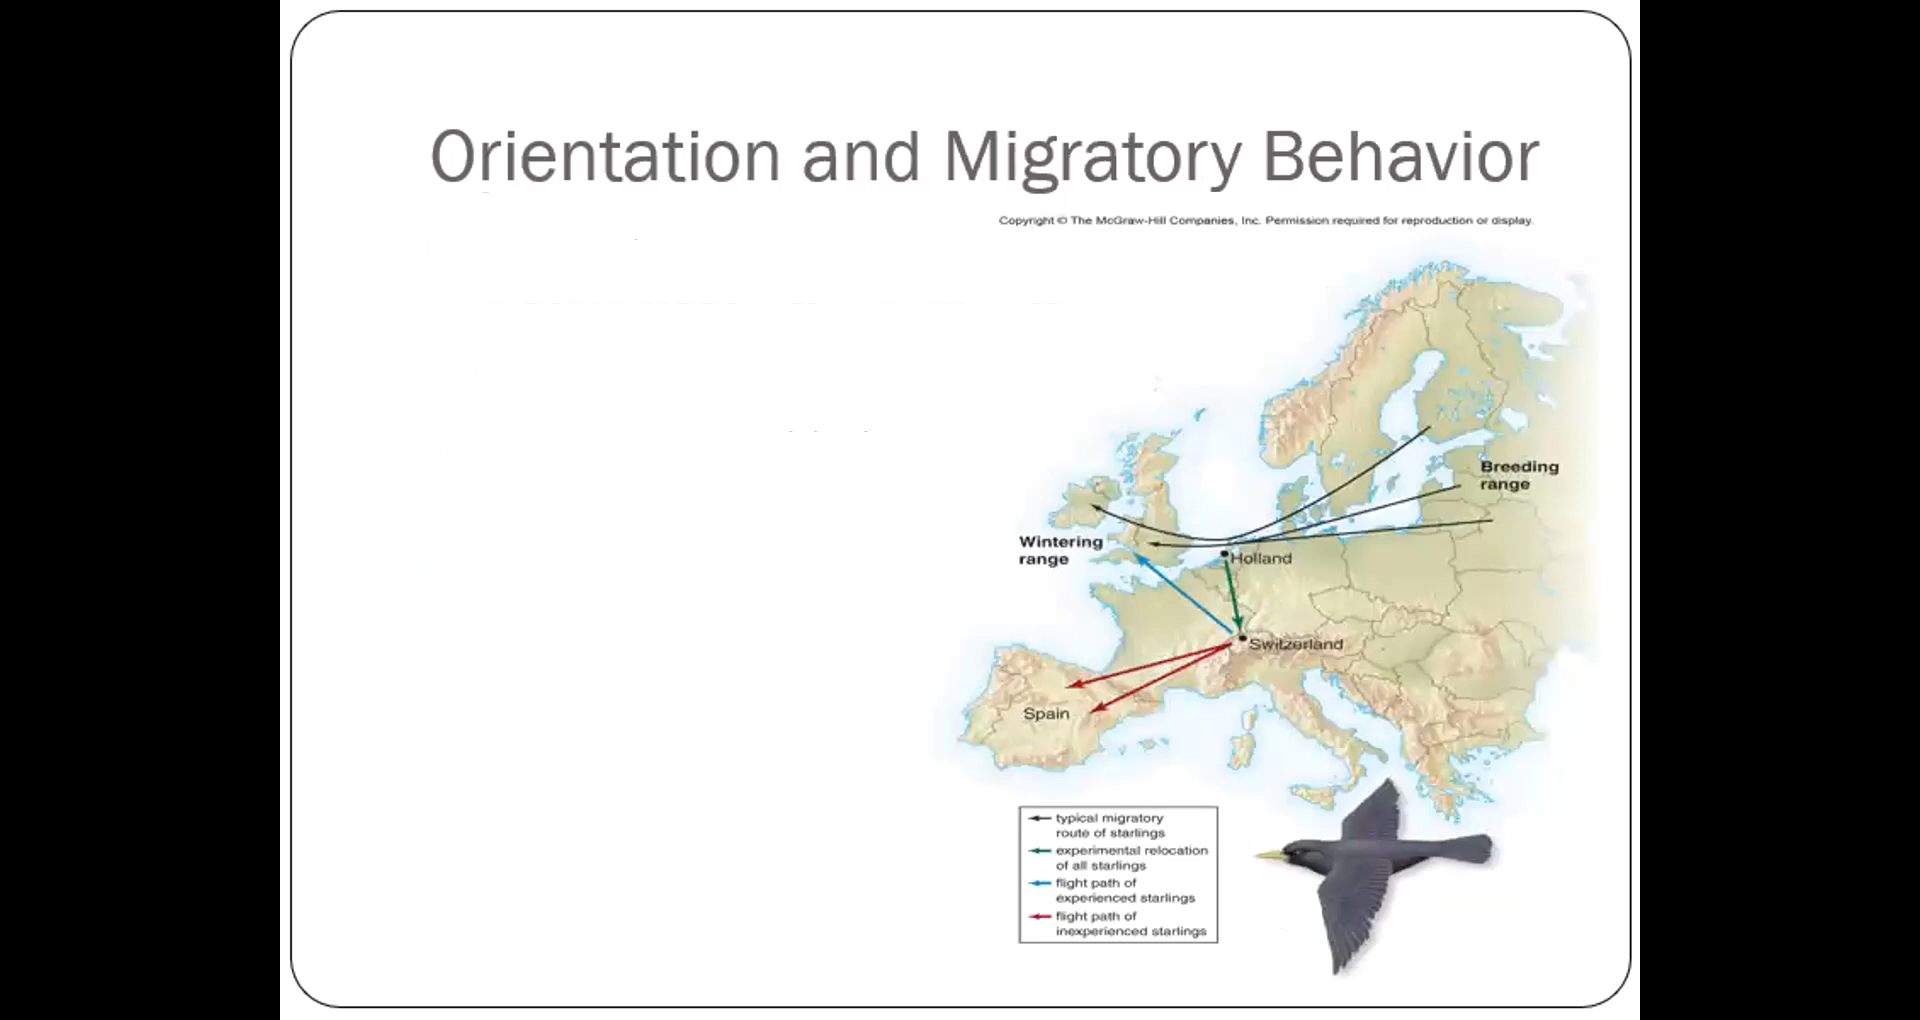 Orientation and Migratory Behavior
Copyright © The McGraw-Hill Companies, Inc. Permission required for reproduction or display.
Breeding
range
Wintering
range
Holland
Switzerland
Spain
typical migratory
route of starlings
experimental relocation
of all starlings
flight path of
experienced starlings
flight path of
inexperienced starlings